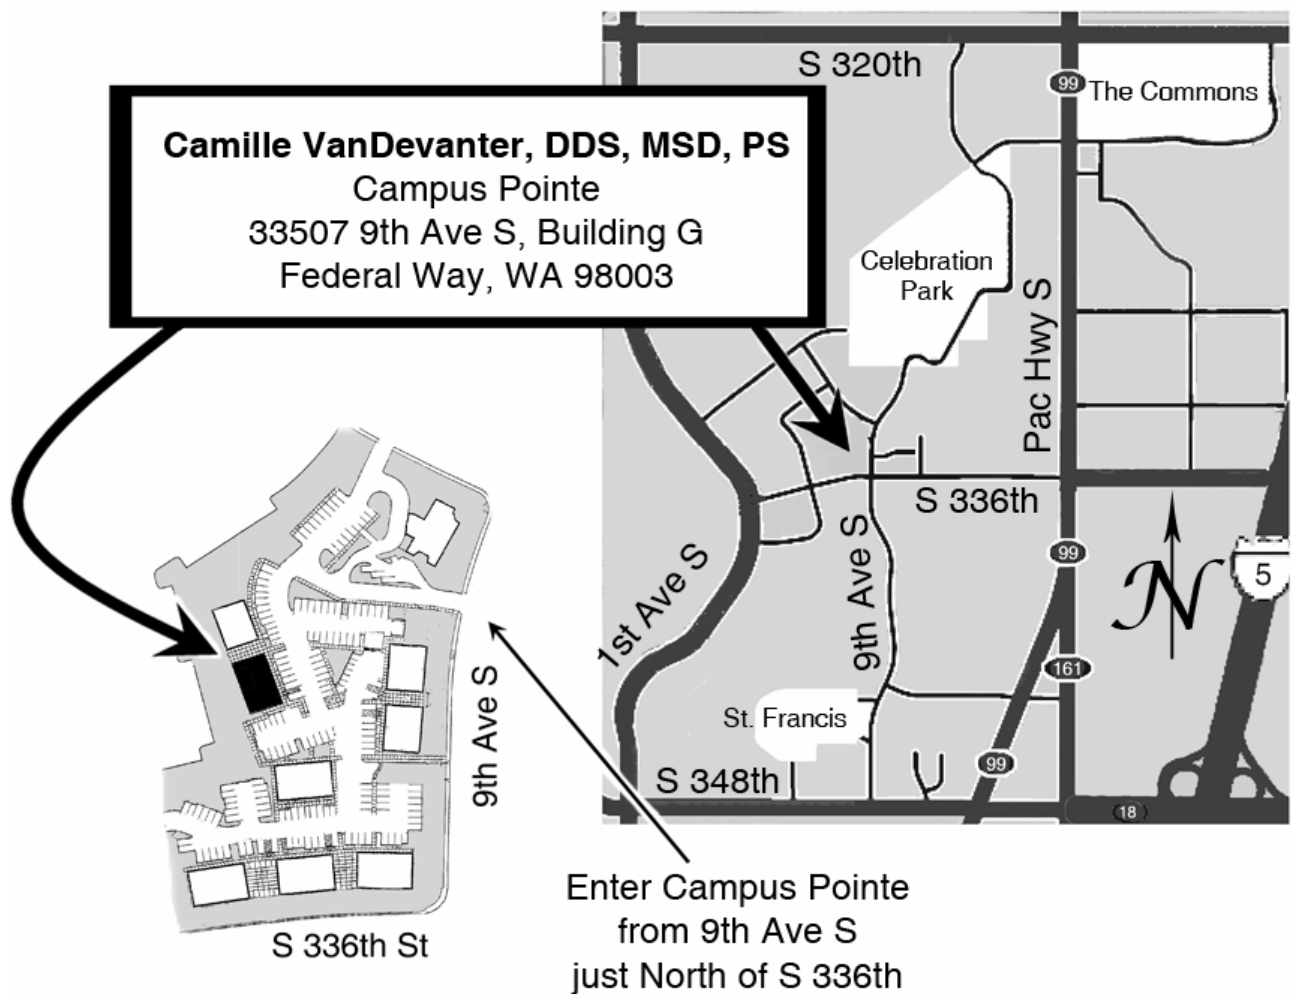 S 320th
99
The Commons
Camille VanDevanter, DDS, MSD, PS
Campus Pointe
33507 9th Ave S, Building G
Federal Way, WA 98003
Celebration
Park
Pac Hwy S
S 336th
9th Ave S
99
5
N
1st Ave S
161
St. Francis
99
S 348th
18
9th Ave S
S 336th St
Enter Campus Pointe
from 9th Ave S
just North of S 336th